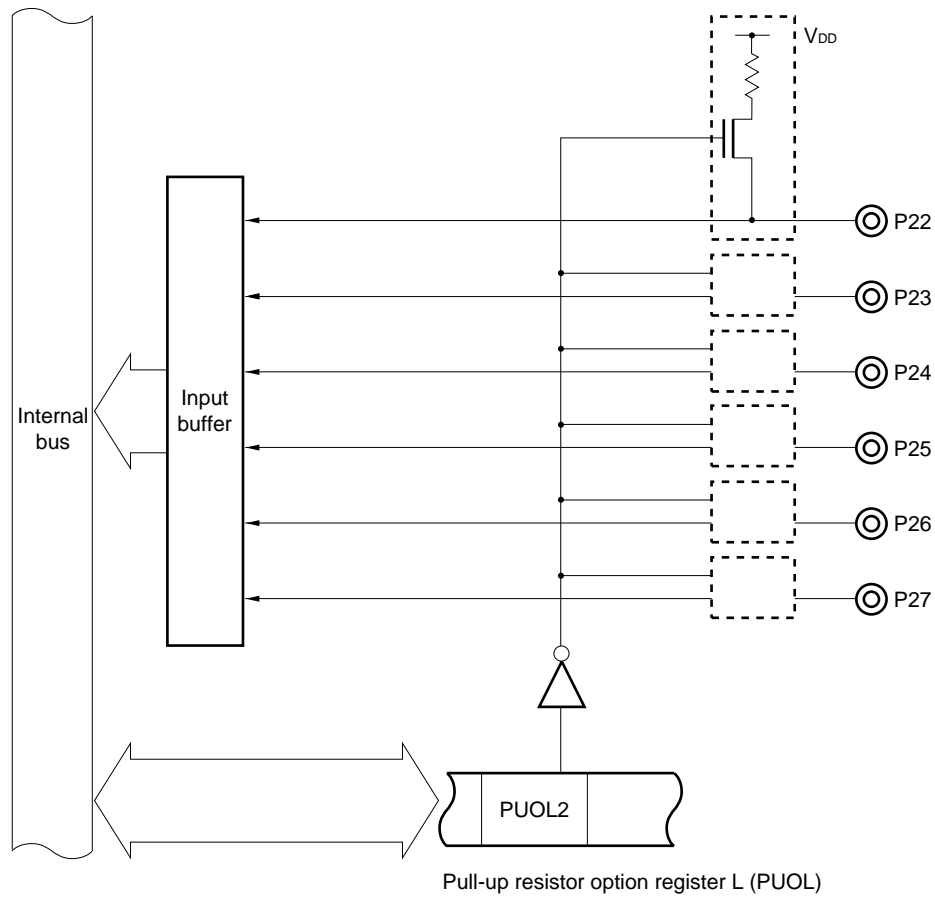 VDD
P22
P23
P24
P25
P26
P27
Input
buffer
Internal
bus
PUOL2
Pull-up resistor option register L (PUOL)